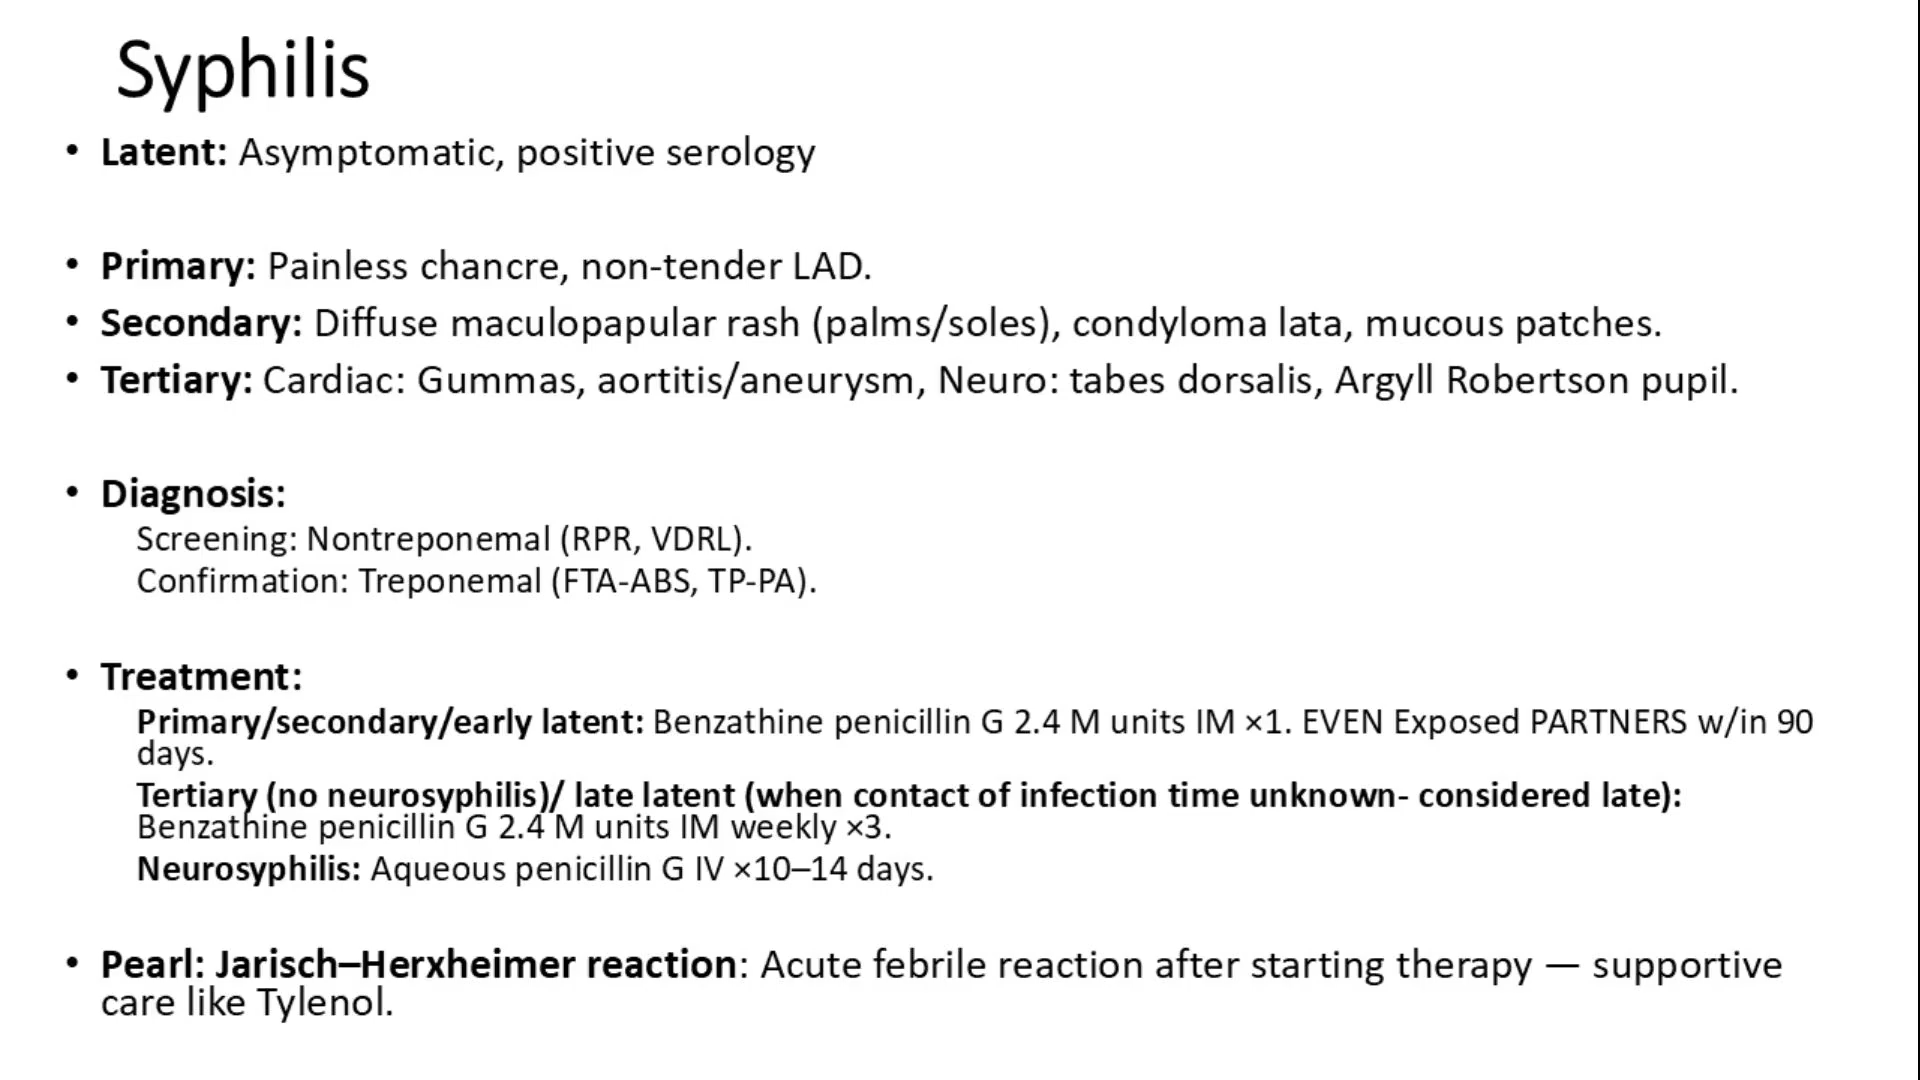 Syphilis
• Latent: Asymptomatic, positive serology
• Primary: Painless chancre, non-tender LAD.
• Secondary: Diffuse maculopapular rash (palms/soles), condyloma lata, mucous patches.
• Tertiary: Cardiac: Gummas, aortitis/aneurysm, Neuro: tabes dorsalis, Argyll Robertson pupil.
• Diagnosis:
Screening: Nontreponemal (RPR, VDRL).
Confirmation: Treponemal (FTA-ABS, TP-PA).
• Treatment:
Primary/secondary/early latent: Benzathine penicillin G 2.4 M units IM ×1. EVEN Exposed PARTNERS w/in 90
days.
Tertiary (no neurosyphilis)/ late latent (when contact of infection time unknown- considered late):
Benzathine penicillin G 2.4 M units IM weekly ×3.
Neurosyphilis: Aqueous penicillin G IV ×10–14 days.
• Pearl: Jarisch–Herxheimer reaction: Acute febrile reaction after starting therapy — supportive
care like Tylenol.